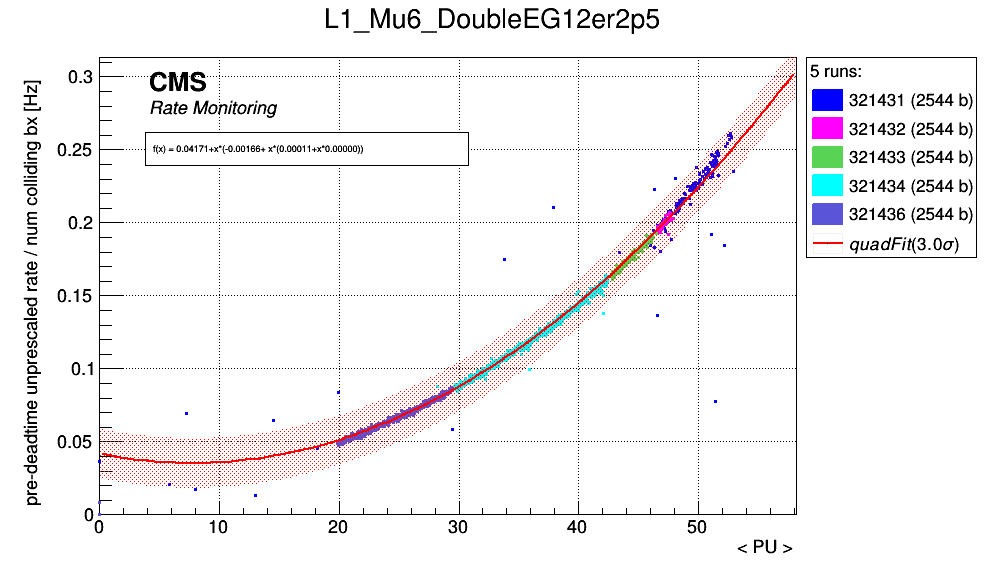 L1_Mu6_DoubleEG12er2p5
pre-deadtime unprescaled rate / num colliding bx [Hz]
0.3
0.25
0.2
0.15
0.1
0.05
0
CMS
Rate Monitoring
f(x) = 0.04171+x*(-0.00166+ x*(0.00011+x*0.00000))
0 10 20 30 40 50
< PU >
5 runs:
321431 (2544 b)
321432 (2544 b)
321433 (2544 b)
321434 (2544 b)
321436 (2544 b)
quadFit(3.0σ)